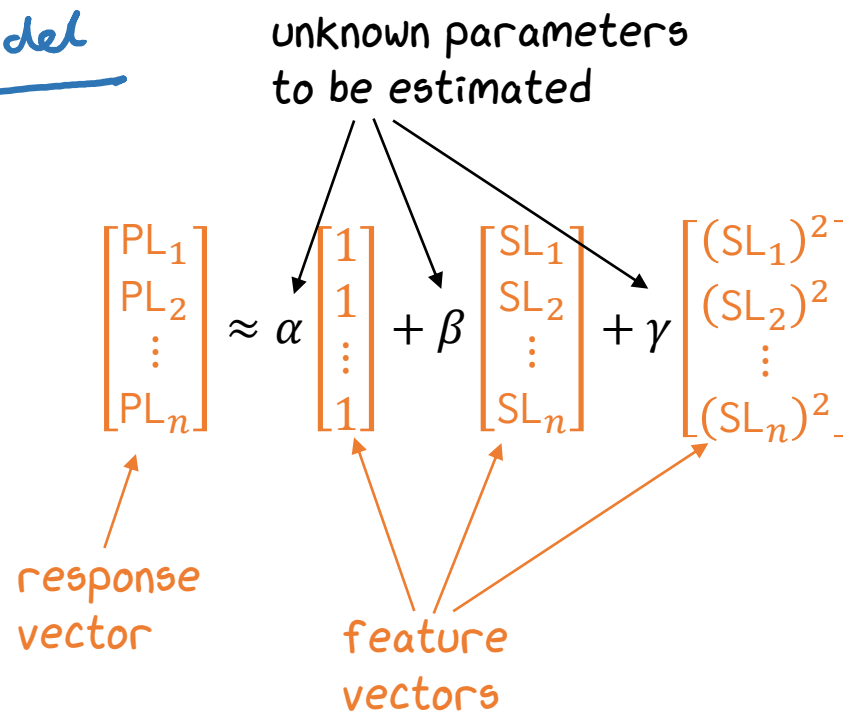 del
unknown parameters
to be estimated
[PL₁ PL₂ ⋮ PLₙ] ≈ α [1 1 ⋮ 1] + β [SL₁ SL₂ ⋮ SLₙ] + γ [(SL₁)² (SL₂)² ⋮ (SLₙ)²]
response
vector
feature
vectors